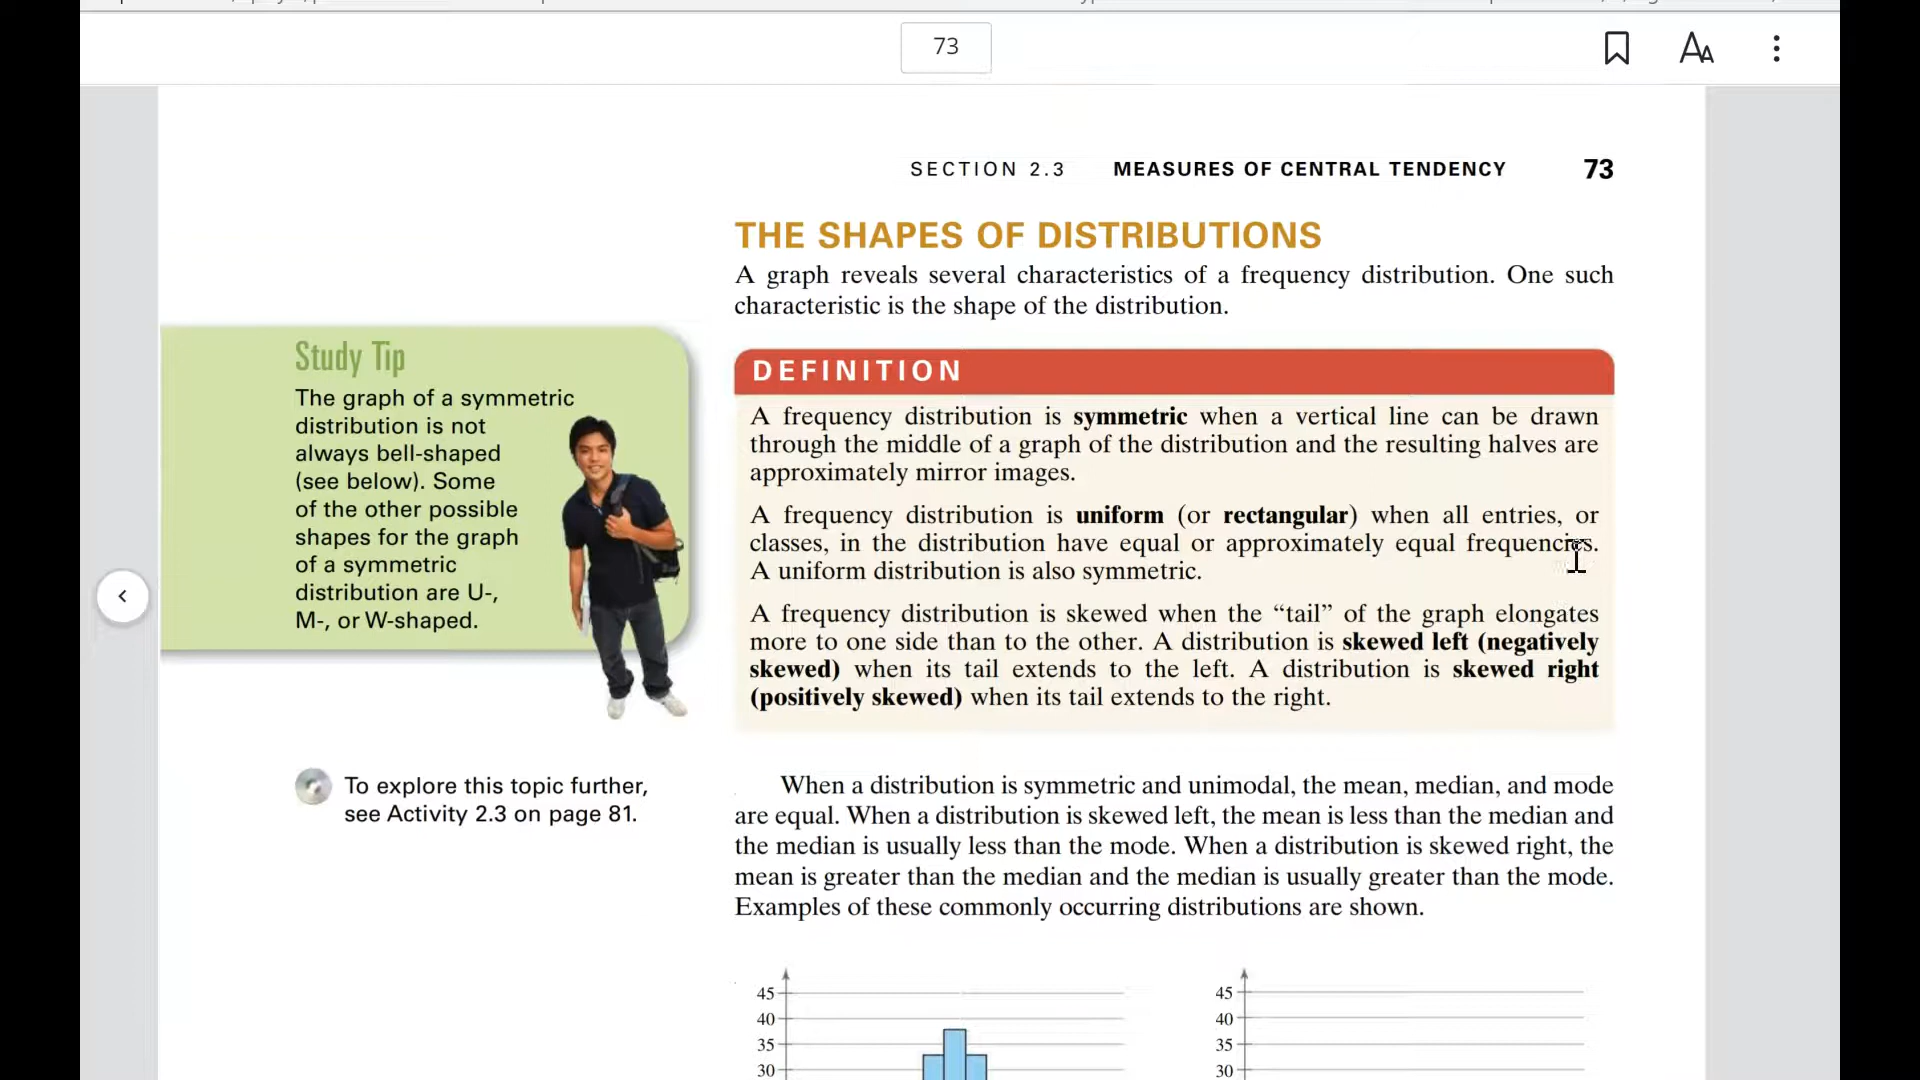 73
SECTION 2.3 MEASURES OF CENTRAL TENDENCY 73
THE SHAPES OF DISTRIBUTIONS
A graph reveals several characteristics of a frequency distribution. One such
characteristic is the shape of the distribution.
Study Tip
The graph of a symmetric
distribution is not
always bell-shaped
(see below). Some
of the other possible
shapes for the graph
of a symmetric
distribution are U-,
M-, or W-shaped.
DEFINITION
A frequency distribution is symmetric when a vertical line can be drawn
through the middle of a graph of the distribution and the resulting halves are
approximately mirror images.
A frequency distribution is uniform (or rectangular) when all entries, or
classes, in the distribution have equal or approximately equal frequencies.
A uniform distribution is also symmetric.
A frequency distribution is skewed when the “tail” of the graph elongates
more to one side than to the other. A distribution is skewed left (negatively
skewed) when its tail extends to the left. A distribution is skewed right
(positively skewed) when its tail extends to the right.
To explore this topic further,
see Activity 2.3 on page 81.
When a distribution is symmetric and unimodal, the mean, median, and mode
are equal. When a distribution is skewed left, the mean is less than the median and
the median is usually less than the mode. When a distribution is skewed right, the
mean is greater than the median and the median is usually greater than the mode.
Examples of these commonly occurring distributions are shown.
45
40
35
30
45
40
35
30